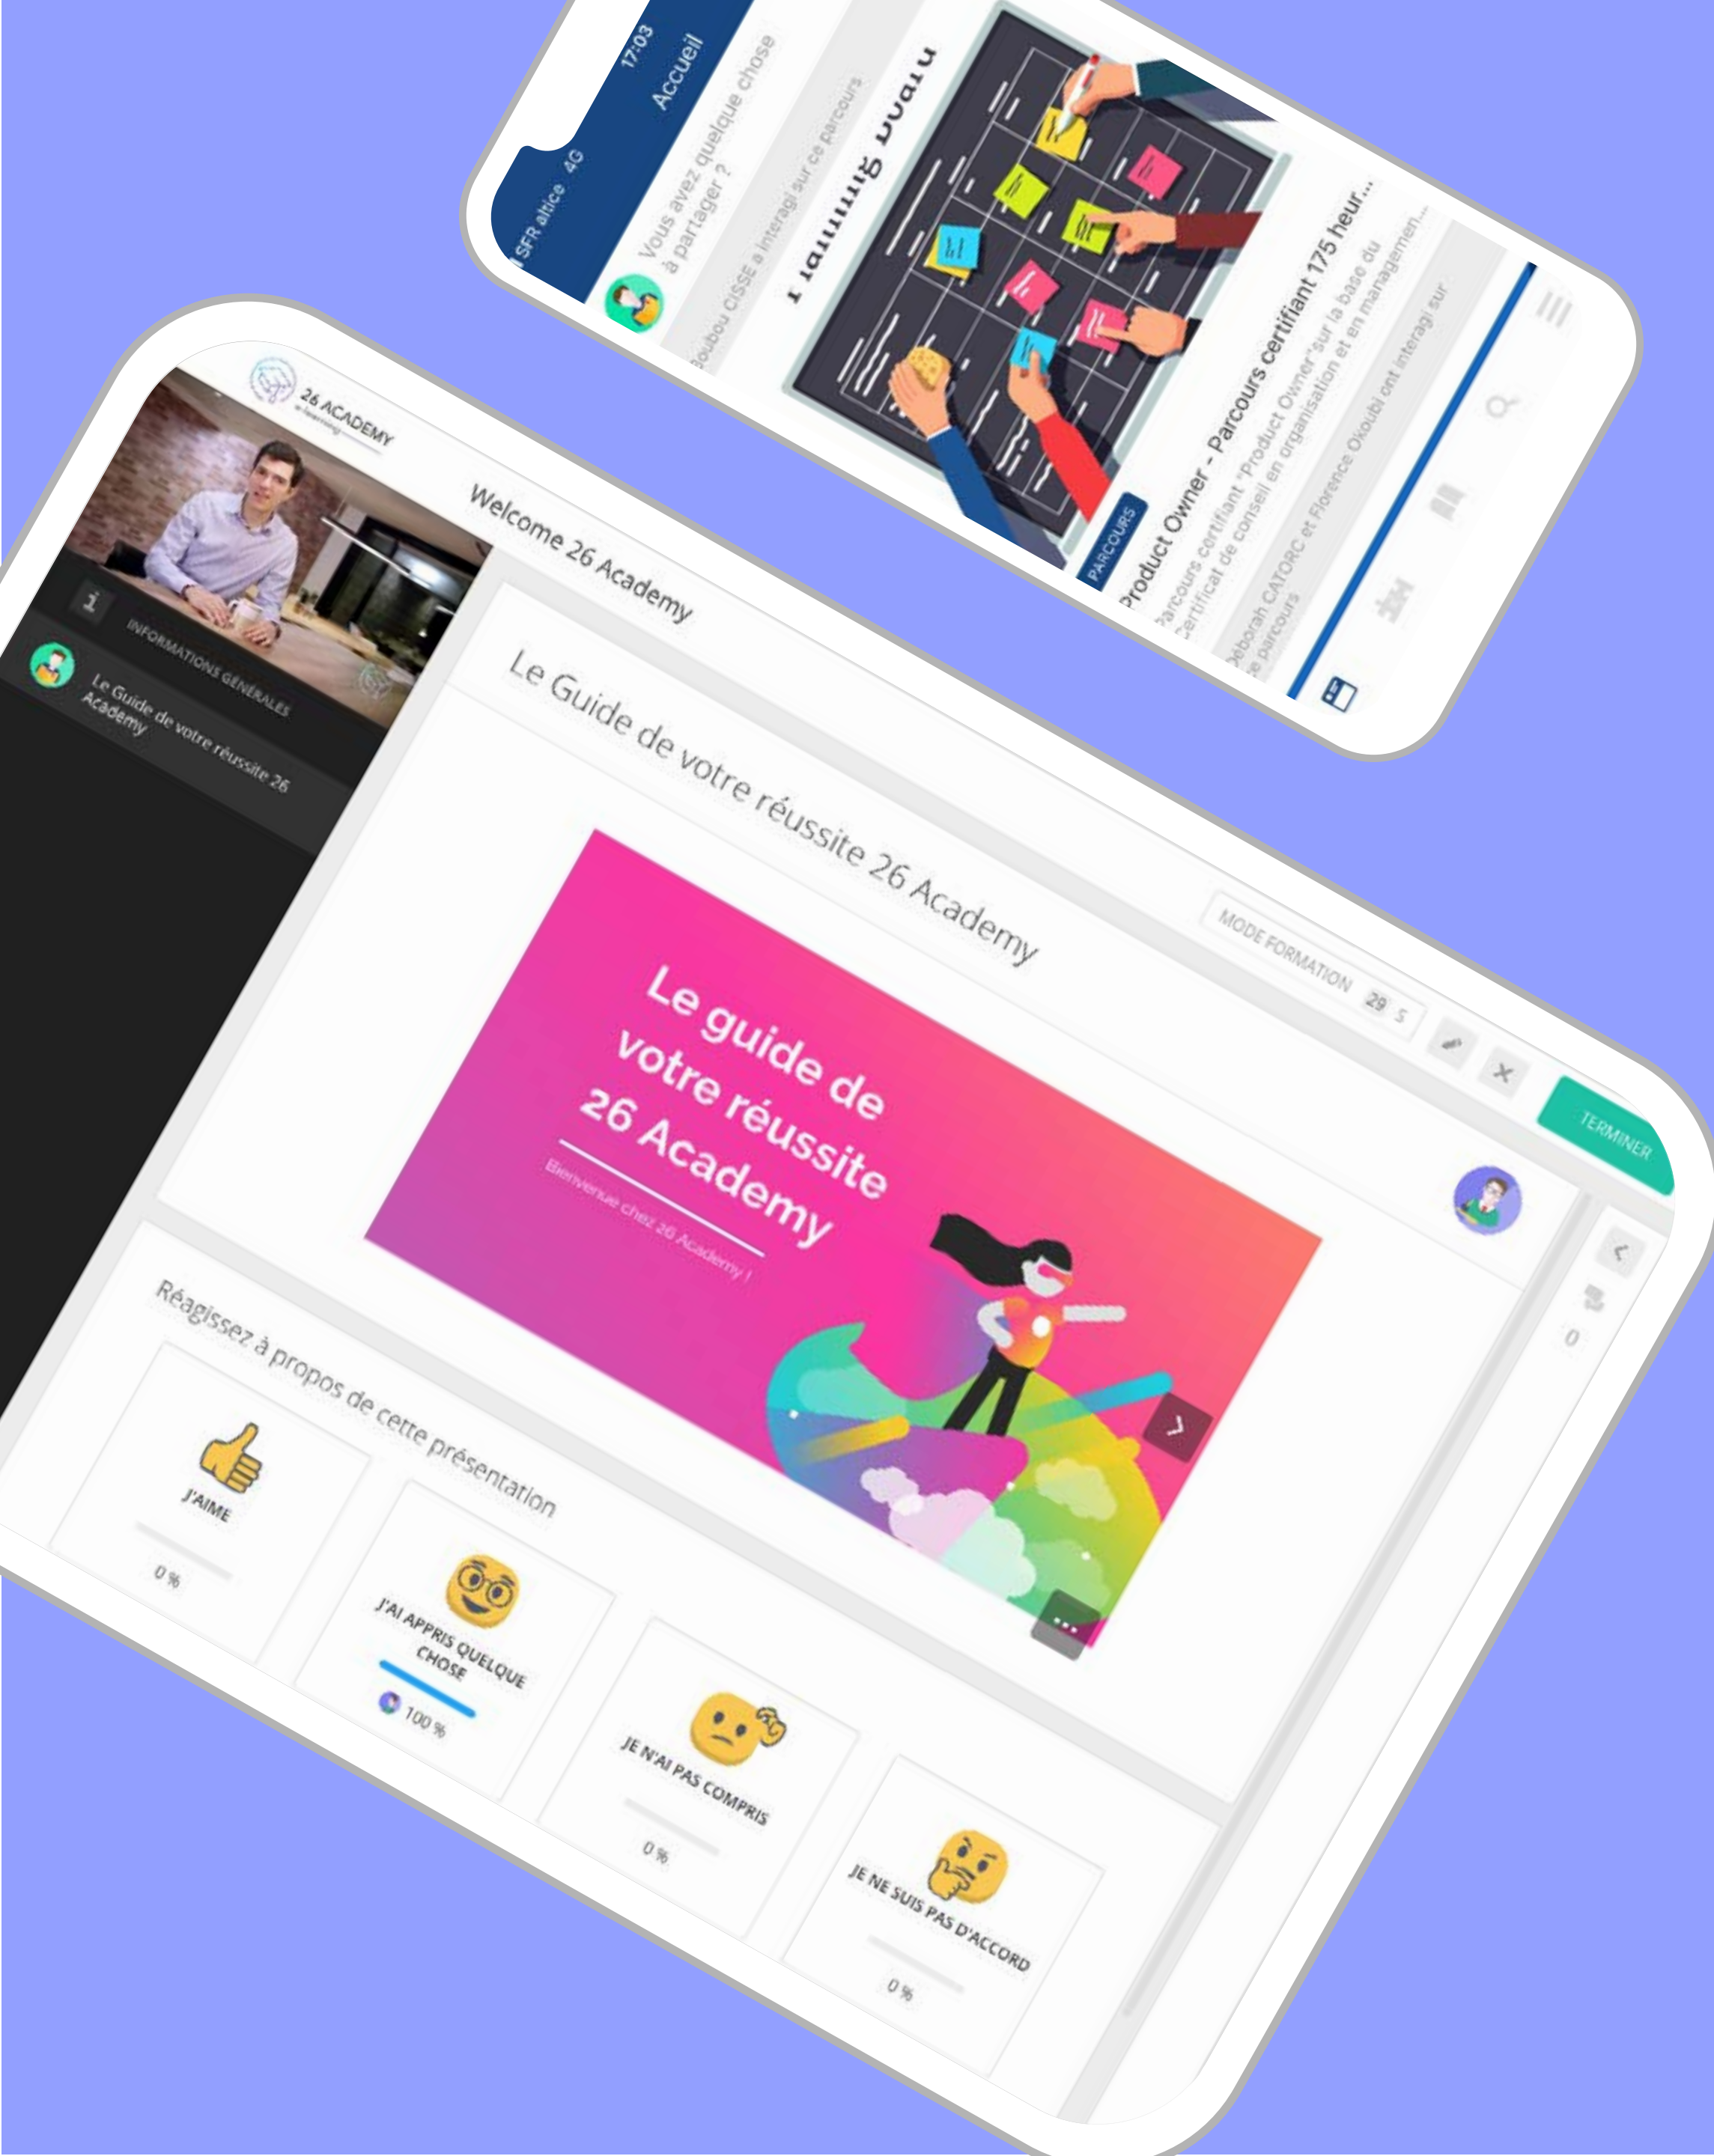 17:03
SFR altice 4G
Accueil
Vous avez quelque chose
à partager ?
Boubou CISSE a interagi sur ce parcours
PARCOURS
Product Owner - Parcours certifiant 175 heur...
Parcours certifiant "Product Owner" sur la base du
Certificat de conseil en organisation et en managemen...
Déborah CATORC et Florence Okoubi ont interagi sur
ce parcours
26 ACADEMY
e-learning
Welcome 26 Academy
MODE FORMATION 29 S
TERMINER
i
INFORMATIONS GÉNÉRALES
Le Guide de votre réussite 26
Academy
Le Guide de votre réussite 26 Academy
0
Le guide de
votre réussite
26 Academy
Bienvenue chez 26 Academy !
...
Réagissez à propos de cette présentation
J'AIME
0 %
J'AI APPRIS QUELQUE
CHOSE
100 %
JE N'AI PAS COMPRIS
0 %
JE NE SUIS PAS D'ACCORD
0 %